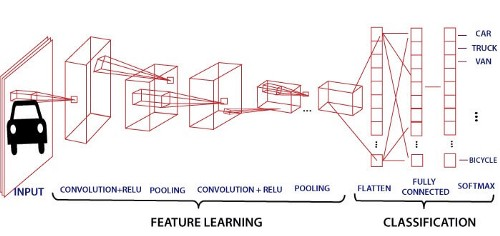 CAR
TRUCK
VAN
...
...
...
...
...
BICYCLE
INPUT
CONVOLUTION+RELU
POOLING
CONVOLUTION + RELU
POOLING
FLATTEN
FULLY
CONNECTED
SOFTMAX
FEATURE LEARNING
CLASSIFICATION